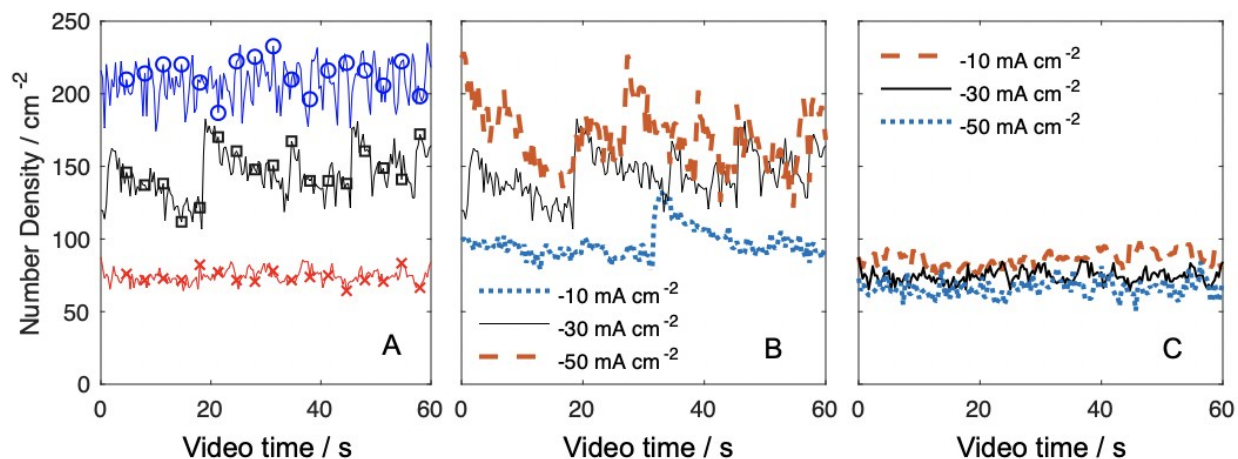 Number Density / cm-2
250
200
150
100
50
0
A
0 20 40 60
Video time / s
-10 mA cm-2
-30 mA cm-2
-50 mA cm-2
B
0 20 40 60
Video time / s
-10 mA cm-2
-30 mA cm-2
-50 mA cm-2
C
0 20 40 60
Video time / s